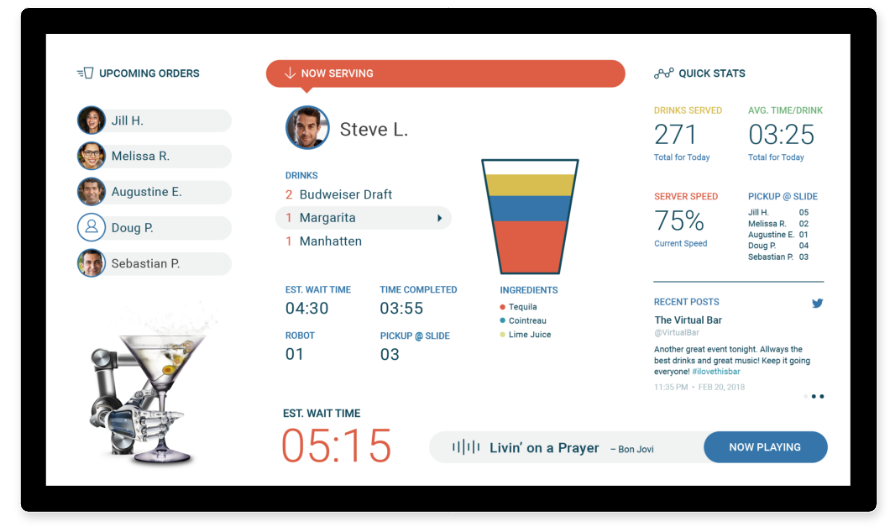 UPCOMING ORDERS
Jill H.
Melissa R.
Augustine E.
Doug P.
Sebastian P.
NOW SERVING
Steve L.
DRINKS
2 Budweiser Draft
1 Margarita
1 Manhatten
EST. WAIT TIME
04:30
TIME COMPLETED
03:55
ROBOT
01
PICKUP @ SLIDE
03
INGREDIENTS
Tequila
Cointreau
Lime Juice
EST. WAIT TIME
05:15
Livin' on a Prayer – Bon Jovi
NOW PLAYING
QUICK STATS
DRINKS SERVED
271
Total for Today
AVG. TIME/DRINK
03:25
Total for Today
SERVER SPEED
75%
Current Speed
PICKUP @ SLIDE
Jill H. 05
Melissa R. 02
Augustine E. 01
Doug P. 04
Sebastian P. 03
RECENT POSTS
The Virtual Bar
@VirtualBar
Another great event tonight. Allways the
best drinks and great music! Keep it going
everyone! #ilovethisbar
11:35 PM • FEB 20, 2018